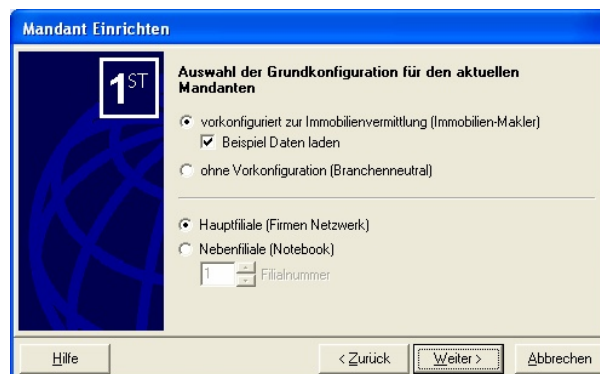 Mandant Einrichten
1ST
Auswahl der Grundkonfiguration für den aktuellen
Mandanten
vorkonfiguriert zur Immobilienvermittlung (Immobilien-Makler)
Beispiel Daten laden
ohne Vorkonfiguration (Branchenneutral)
Hauptfiliale (Firmen Netzwerk)
Nebenfiliale (Notebook)
1 Filialnummer
Hilfe < Zurück Weiter > Abbrechen